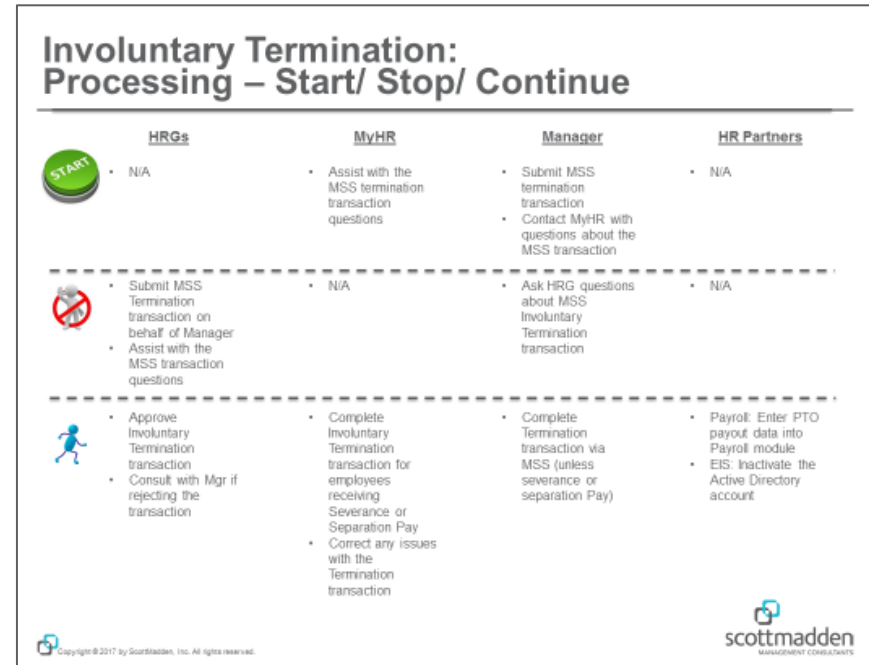 Involuntary Termination:
Processing – Start/ Stop/ Continue
HRGs
MyHR
Manager
HR Partners
START
• N/A
• Assist with the
MSS termination
transaction
questions
• Submit MSS
termination
transaction
• Contact MyHR with
questions about the
MSS transaction
• N/A
• Submit MSS
Termination
transaction on
behalf of Manager
• Assist with the
MSS transaction
questions
• N/A
• Ask HRG questions
about MSS
Involuntary
Termination
transaction
• N/A
• Approve
Involuntary
Termination
transaction
• Consult with Mgr if
rejecting the
transaction
• Complete
Involuntary
Termination
transaction for
employees
receiving
Severance or
Separation Pay
• Correct any issues
with the
Termination
transaction
• Complete
Termination
transaction via
MSS (unless
severance or
separation Pay)
• Payroll: Enter PTO
payout data into
Payroll module
• EIS: Inactivate the
Active Directory
account
Copyright © 2017 by ScottMadden, Inc. All rights reserved.
scottmadden
MANAGEMENT CONSULTANTS